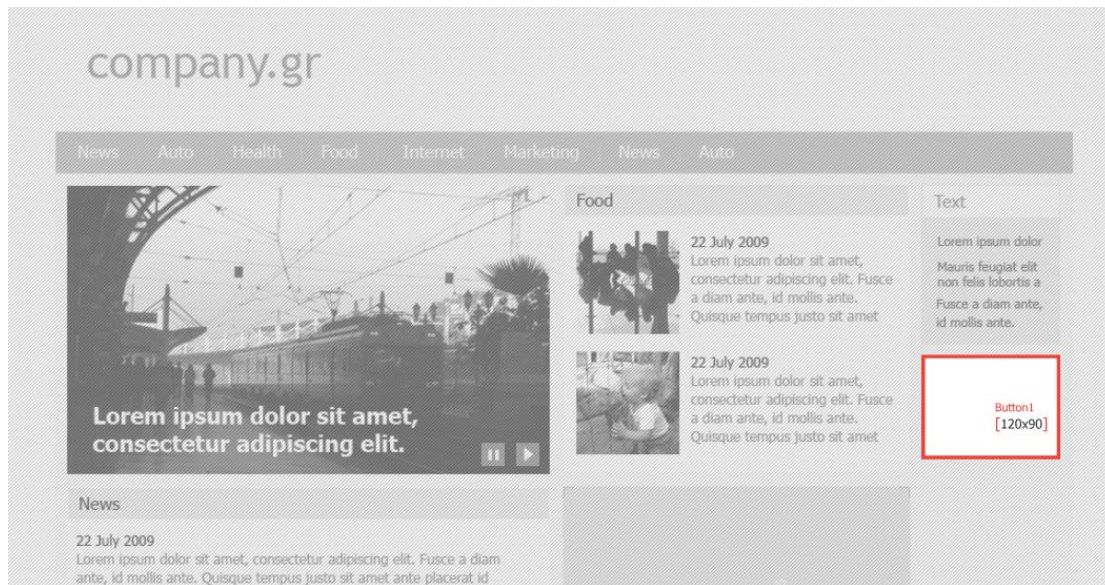 company.gr
News Auto Health Food Internet Marketing News Auto
Lorem ipsum dolor sit amet,
consectetur adipiscing elit.
Food
22 July 2009
Lorem ipsum dolor sit amet,
consectetur adipiscing elit. Fusce
a diam ante, id mollis ante.
Quisque tempus justo sit amet
22 July 2009
Lorem ipsum dolor sit amet,
consectetur adipiscing elit. Fusce
a diam ante, id mollis ante.
Quisque tempus justo sit amet
Text
Lorem ipsum dolor
Mauris feugiat elit
non felis lobortis a
Fusce a diam ante,
id mollis ante.
Button1
[120x90]
News
22 July 2009
Lorem ipsum dolor sit amet, consectetur adipiscing elit. Fusce a diam
ante, id mollis ante. Quisque tempus justo sit amet ante placerat id